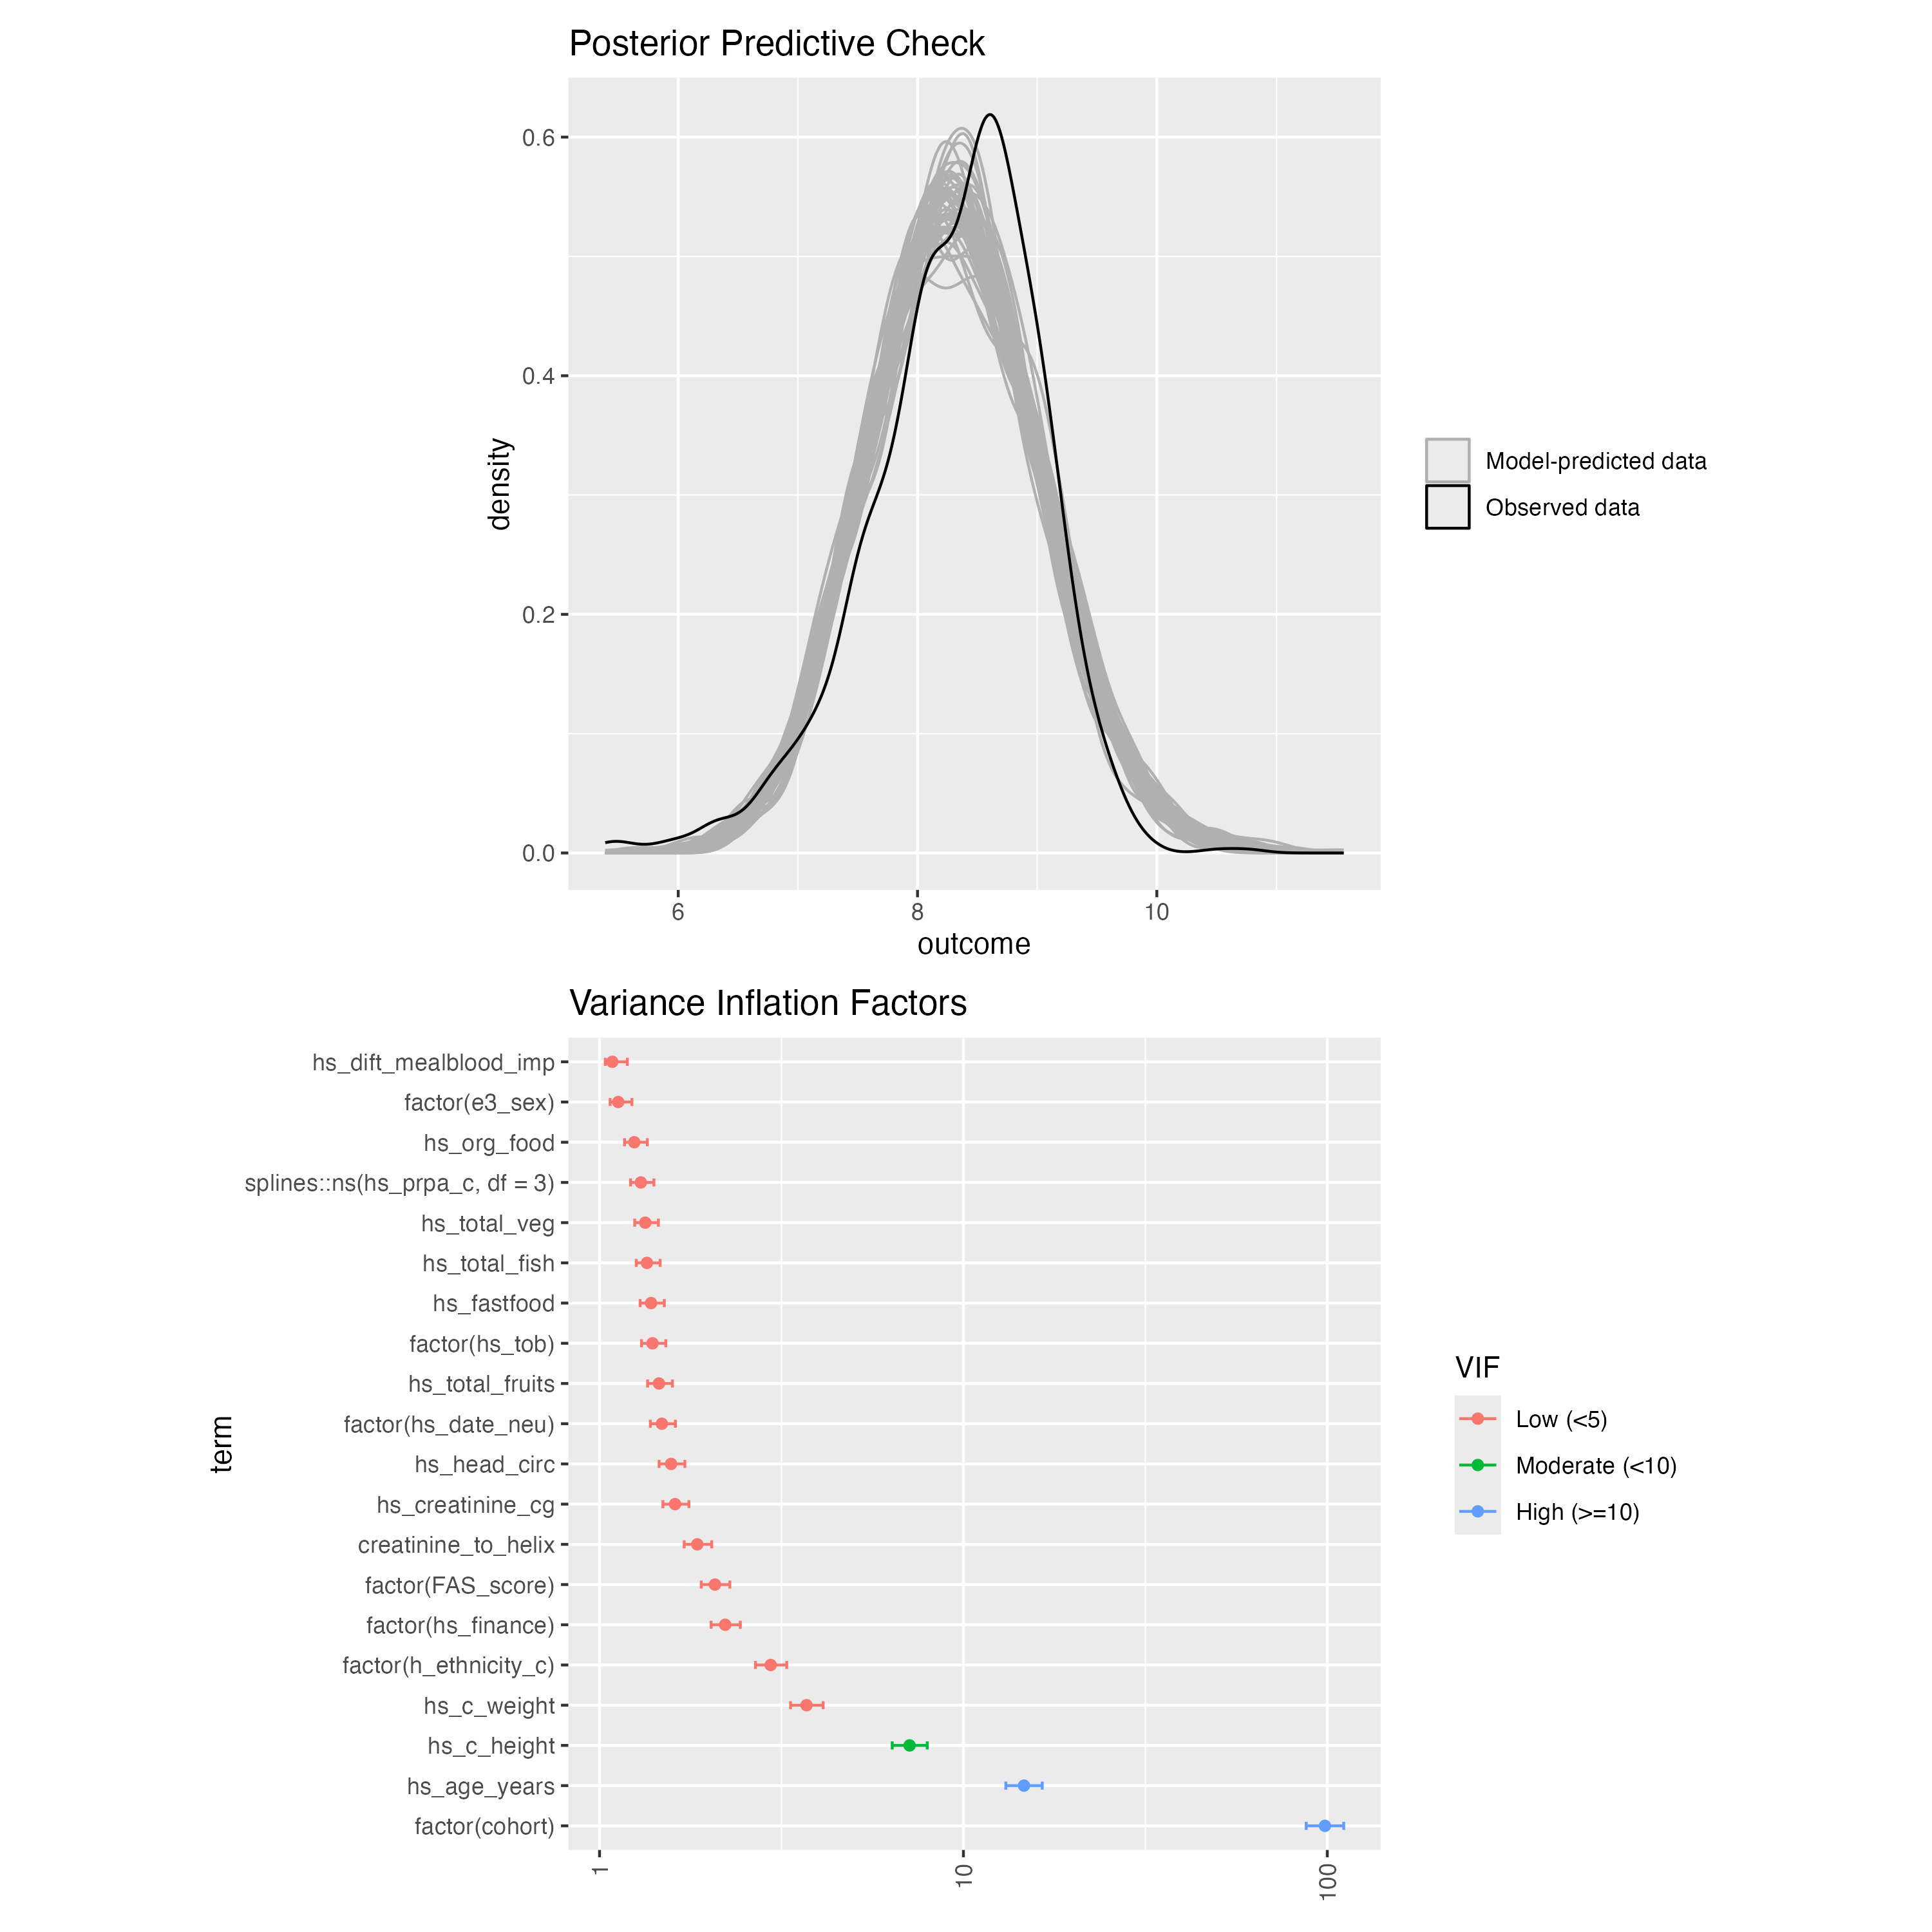 Posterior Predictive Check
0.6
0.4
0.2
0.0
density
6
8
10
outcome
Model-predicted data
Observed data
Variance Inflation Factors
hs_dift_mealblood_imp
factor(e3_sex)
hs_org_food
splines::ns(hs_prpa_c, df = 3)
hs_total_veg
hs_total_fish
hs_fastfood
factor(hs_tob)
hs_total_fruits
factor(hs_date_neu)
hs_head_circ
hs_creatinine_cg
creatinine_to_helix
factor(FAS_score)
factor(hs_finance)
factor(h_ethnicity_c)
hs_c_weight
hs_c_height
hs_age_years
factor(cohort)
term
1
10
100
VIF
Low (<5)
Moderate (<10)
High (>=10)